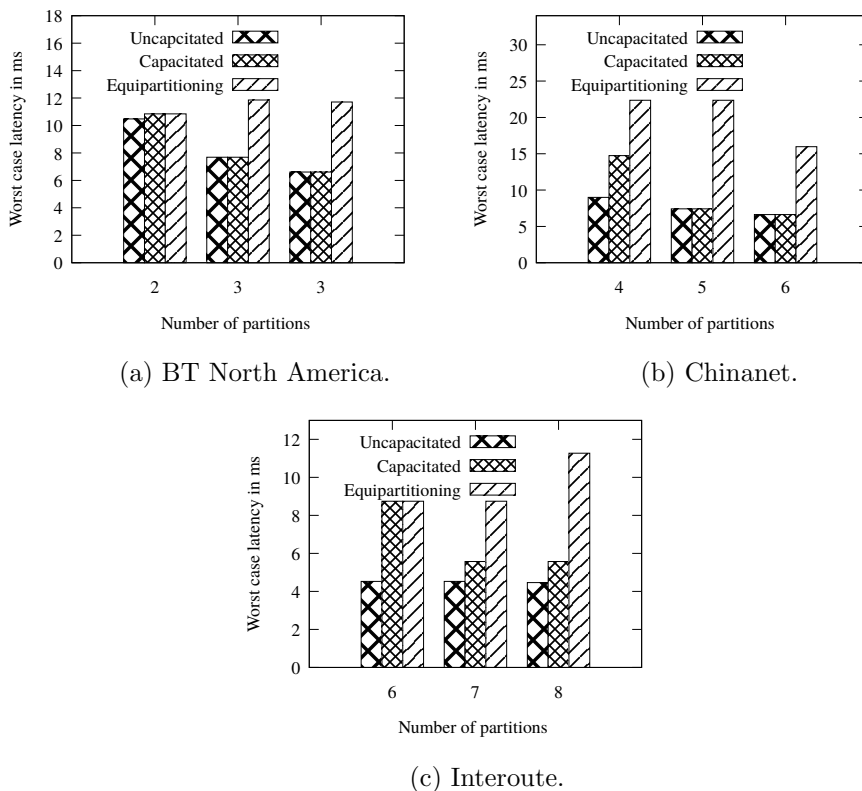 18
16
14
12
10
8
6
4
2
0
Worst case latency in ms
Uncapcitated
Capacitated
Equipartitioning
2 3 3
Number of partitions
(a) BT North America.
30
25
20
15
10
5
0
Worst case latency in ms
Uncapacitated
Capacitated
Equipartitioning
4 5 6
Number of partitions
(b) Chinanet.
12
10
8
6
4
2
0
Worst case latency in ms
Uncapacitated
Capacitated
Equipartitioning
6 7 8
Number of partitions
(c) Interoute.